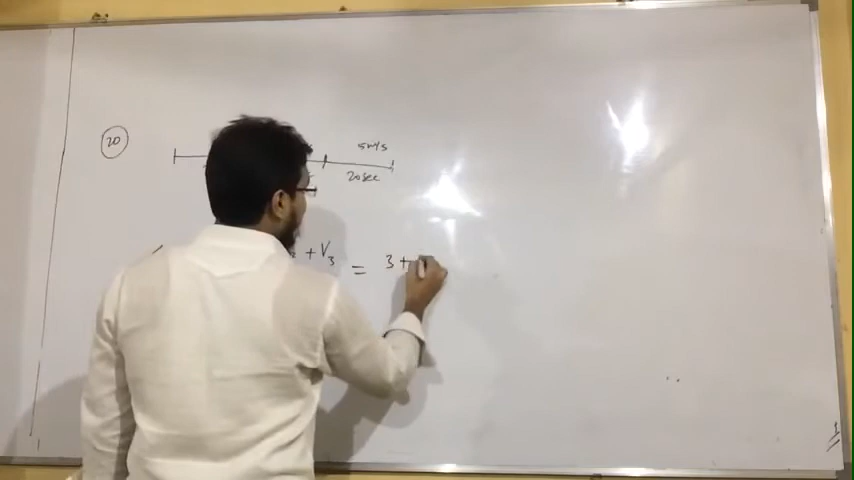 20
5m/s
20sec
+ V3 = 3 +